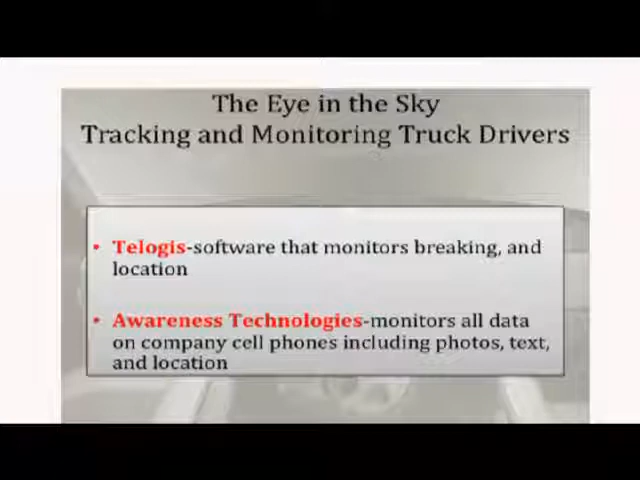 The Eye in the Sky
Tracking and Monitoring Truck Drivers
• Telogis-software that monitors breaking, and
location
• Awareness Technologies-monitors all data
on company cell phones including photos, text,
and location